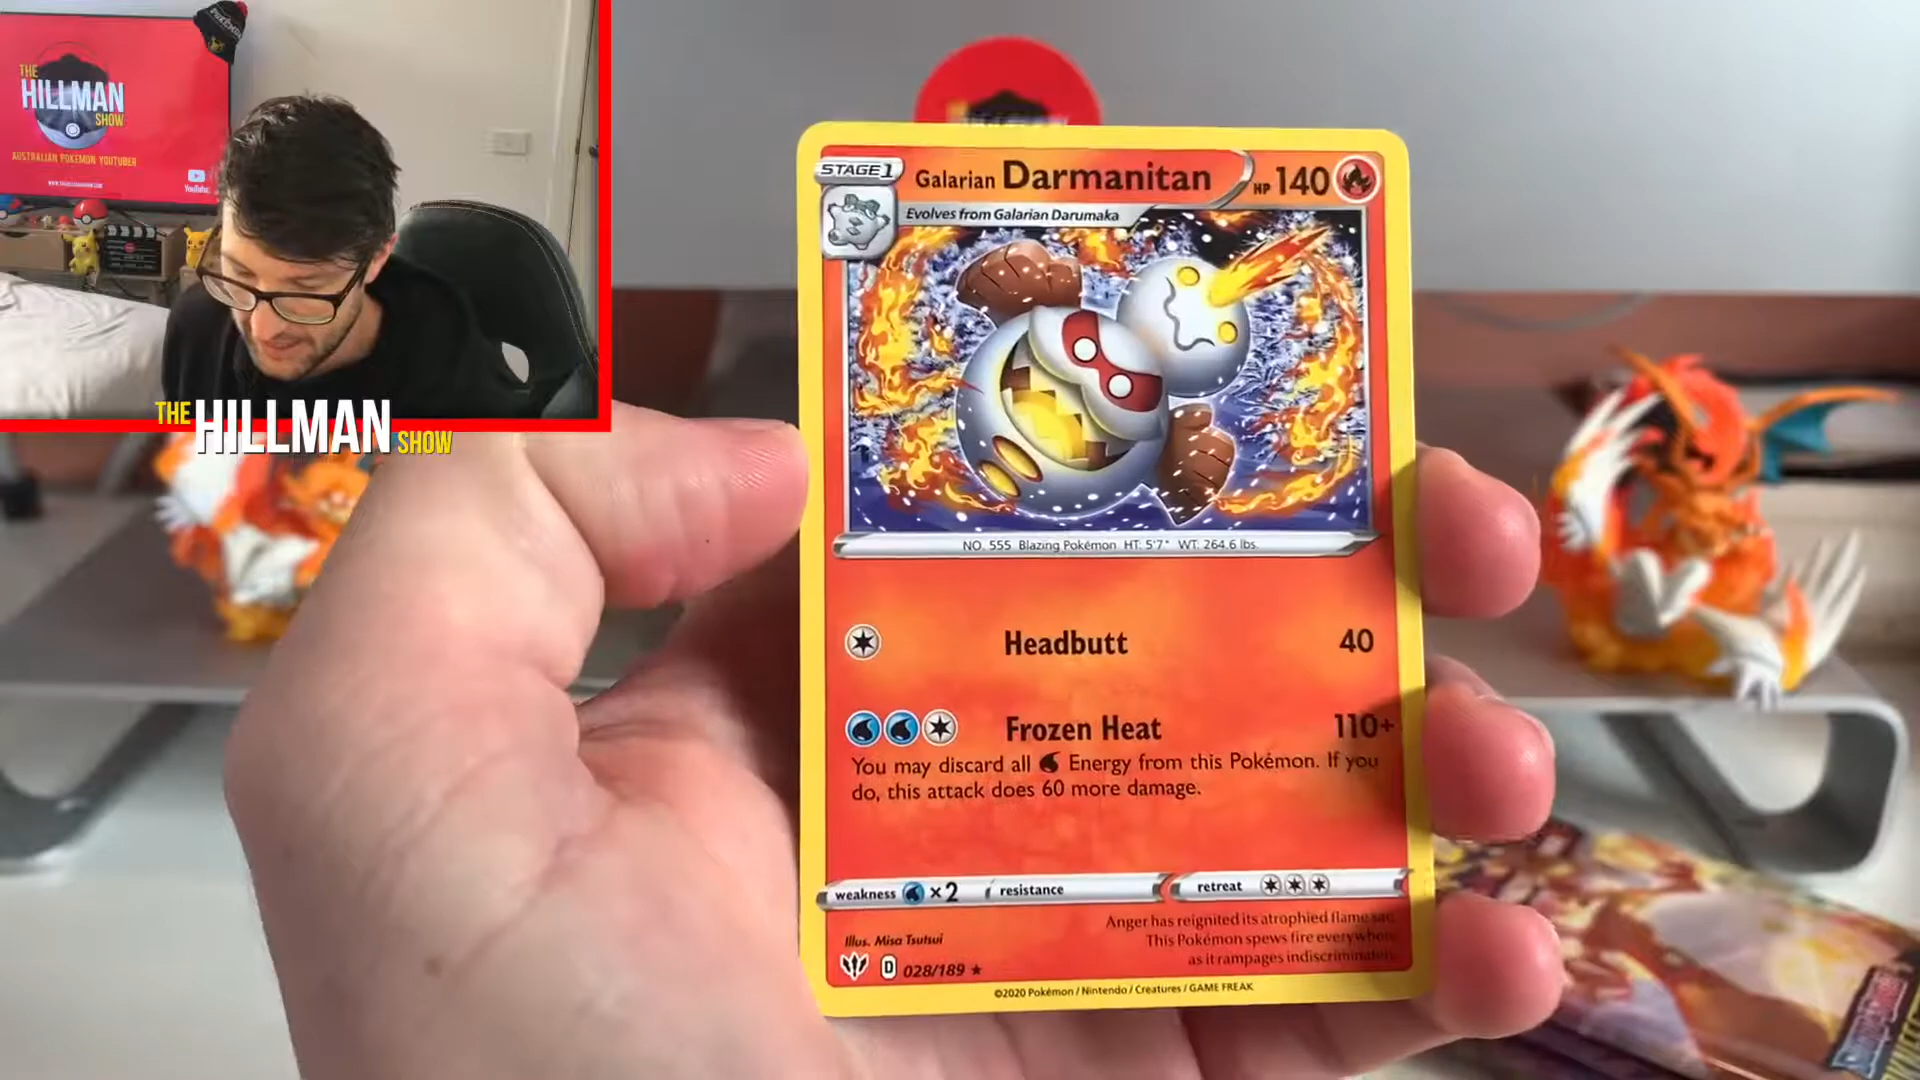 THE
HILLMAN
SHOW
AUSTRALIAN POKEMON YOUTUBER
YouTube
THE HILLMAN SHOW
STAGE 1
Galarian Darmanitan
HP 140
Evolves from Galarian Darumaka
NO. 555 Blazing Pokémon HT: 5'7" WT: 264.6 lbs.
Headbutt 40
Frozen Heat 110+
You may discard all Energy from this Pokémon. If you
do, this attack does 60 more damage.
weakness ×2 resistance retreat
Illus. Misa Tsutsui
Anger has reignited its atrophied flame sac.
This Pokémon spews fire everywhere
as it rampages indiscriminately.
D 028/189 ★
©2020 Pokémon / Nintendo / Creatures / GAME FREAK